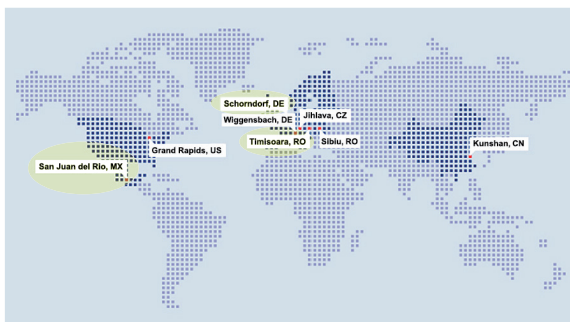 Schorndorf, DE
Wiggensbach, DE
Jihlava, CZ
Timisoara, RO
Sibiu, RO
Grand Rapids, US
Kunshan, CN
San Juan del Rio, MX